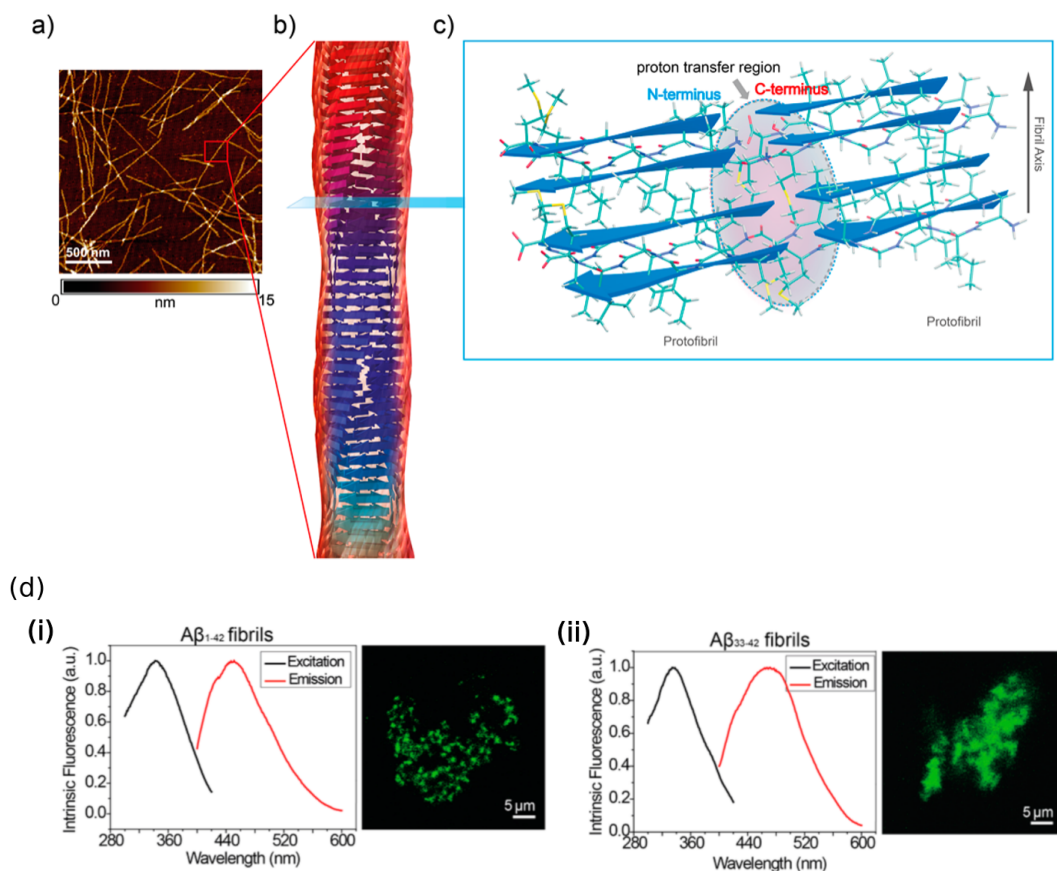 a)
b)
c)
500 nm
0
nm
15
proton transfer region
N-terminus
C-terminus
Fibril Axis
Protofibril
Protofibril
(d)
(i)
Aβ1-42 fibrils
Intrinsic Fluorescence (a.u.)
1.0
0.8
0.6
0.4
0.2
0.0
Excitation
Emission
280 360 440 520 600
Wavelength (nm)
5 µm
(ii)
Aβ33-42 fibrils
Intrinsic Fluorescence (a.u.)
1.0
0.8
0.6
0.4
0.2
0.0
Excitation
Emission
280 360 440 520 600
Wavelength (nm)
5 µm